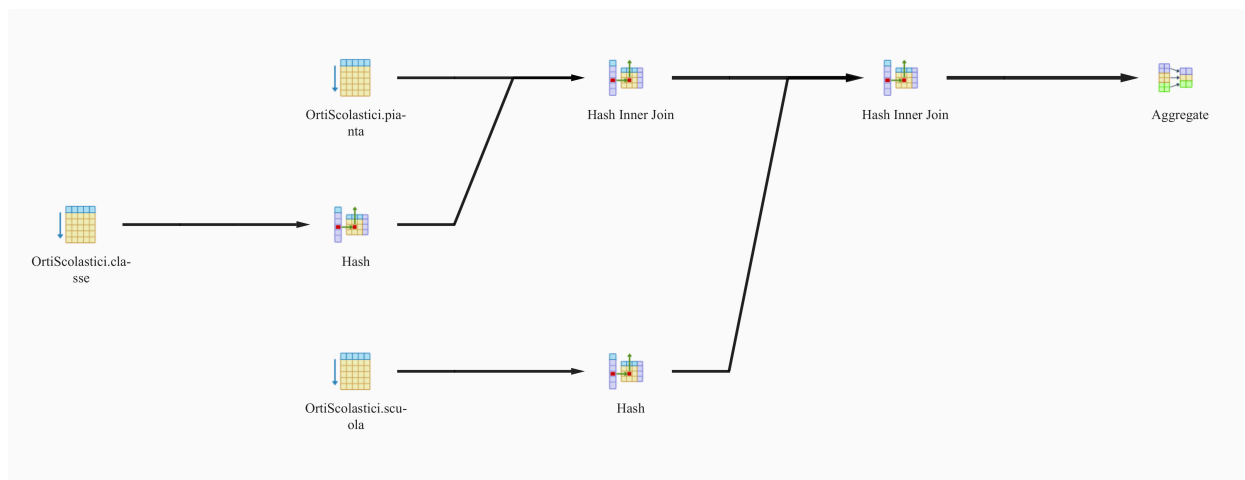 OrtiScolastici.pia-
nta
Hash Inner Join
Hash Inner Join
Aggregate
OrtiScolastici.cla-
sse
Hash
OrtiScolastici.scu-
ola
Hash